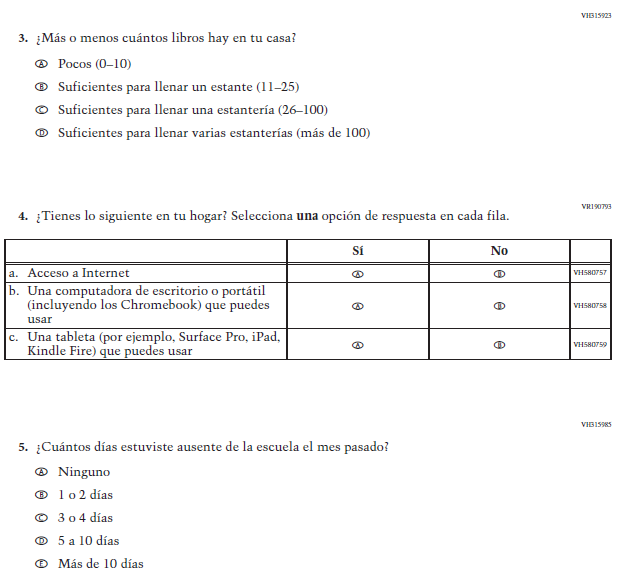 VH315923
3. ¿Más o menos cuántos libros hay en tu casa?
A Pocos (0–10)
B Suficientes para llenar un estante (11–25)
C Suficientes para llenar una estantería (26–100)
D Suficientes para llenar varias estanterías (más de 100)
VR190793
4. ¿Tienes lo siguiente en tu hogar? Selecciona una opción de respuesta en cada fila.
Sí No
a. Acceso a Internet A B VH580757
b. Una computadora de escritorio o portátil
(incluyendo los Chromebook) que puedes A B VH580758
usar
c. Una tableta (por ejemplo, Surface Pro, iPad,
Kindle Fire) que puedes usar A B VH580759
VH315985
5. ¿Cuántos días estuviste ausente de la escuela el mes pasado?
A Ninguno
B 1 o 2 días
C 3 o 4 días
D 5 a 10 días
E Más de 10 días